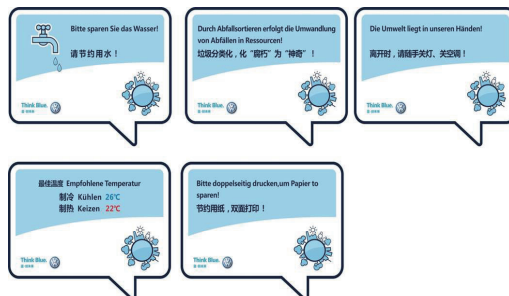 Bitte sparen Sie das Wasser!
请节约用水！
Think Blue.
Durch Abfallsortieren erfolgt die Umwandlung
von Abfällen in Ressourcen!
垃圾分类化，化“腐朽”为“神奇”！
Think Blue.
Die Umwelt liegt in unseren Händen!
离开时，请随手关灯、关空调！
Think Blue.
最佳温度 Empfohlene Temperatur
制冷 Kühlen 26℃
制热 Keizen 22℃
Think Blue.
Bitte doppelseitig drucken,um Papier to
sparen!
节约用纸，双面打印！
Think Blue.